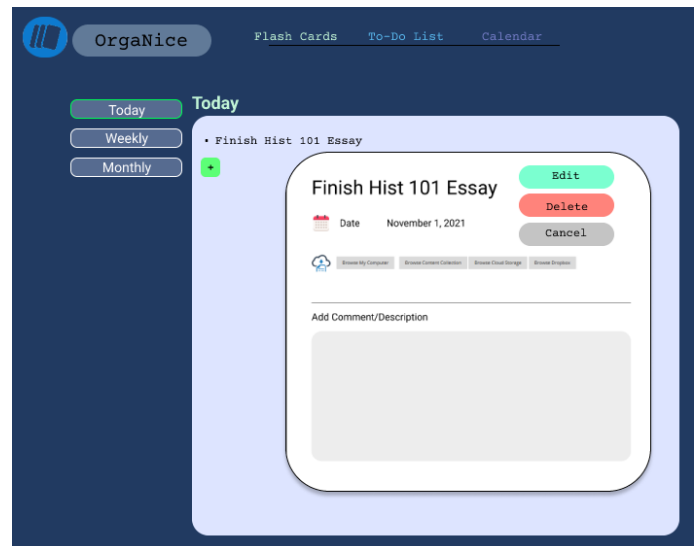 OrgaNice
Flash Cards To-Do List Calendar
Today
Weekly
Monthly
Today
• Finish Hist 101 Essay
+
Finish Hist 101 Essay
Edit
Delete
Cancel
Date November 1, 2021
Browse My Computer Browse Content Collection Browse Cloud Storage Browse Dropbox
Add Comment/Description